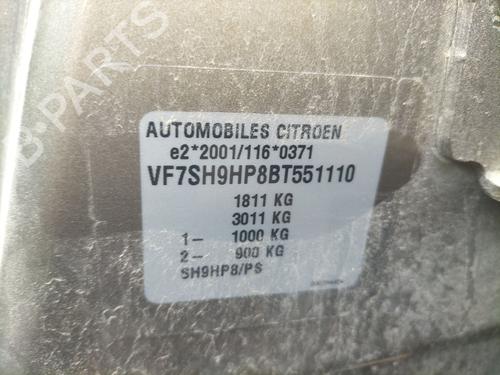 B-PARTS
AUTOMOBILES CITROEN
e2*2001/116*0371
VF7SH9HP8BT551110
1811 KG
3011 KG
1- 1000 KG
2- 900 KG
SH9HP8/PS